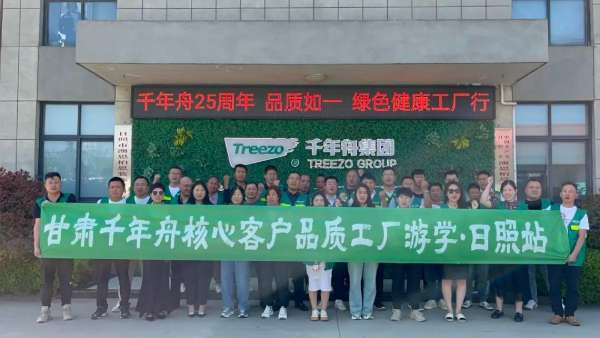 千年舟25周年 品质如一 绿色健康工厂行
Treezo 千年舟集团
® TREEZO GROUP
甘肃千年舟核心客户品质工厂游学·日照站